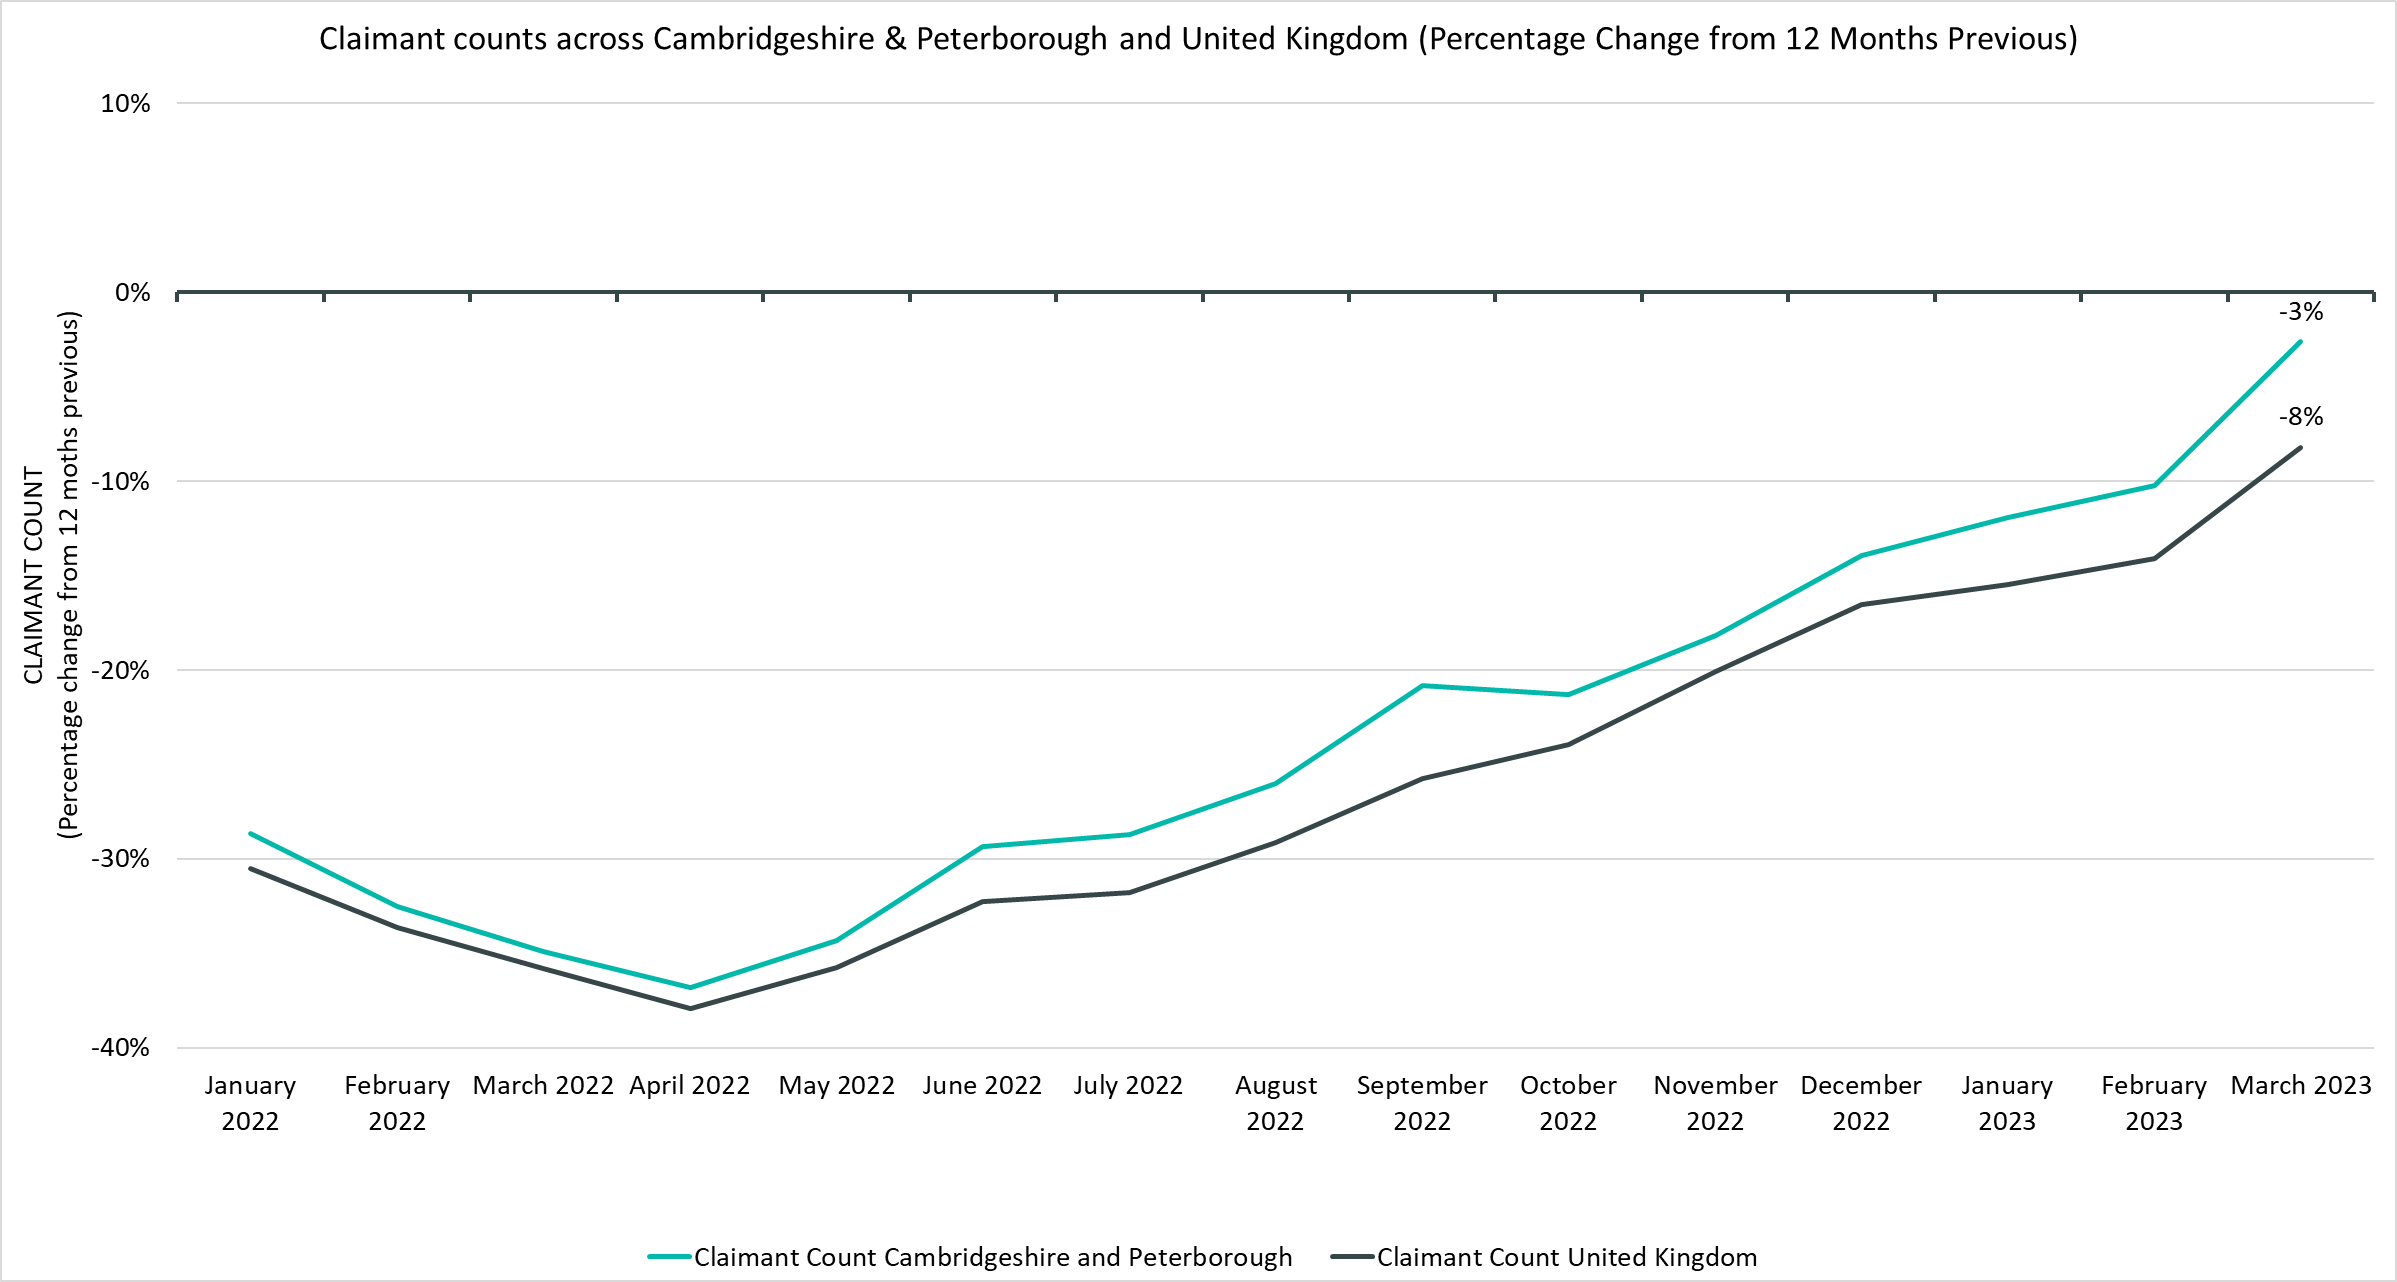 Claimant counts across Cambridgeshire & Peterborough and United Kingdom (Percentage Change from 12 Months Previous)
10%
0%
-10%
-20%
-30%
-40%
CLAIMANT COUNT
(Percentage change from 12 moths previous)
-3%
-8%
January
2022
February
2022
March 2022
April 2022
May 2022
June 2022
July 2022
August
2022
September
2022
October
2022
November
2022
December
2022
January
2023
February
2023
March 2023
Claimant Count Cambridgeshire and Peterborough
Claimant Count United Kingdom